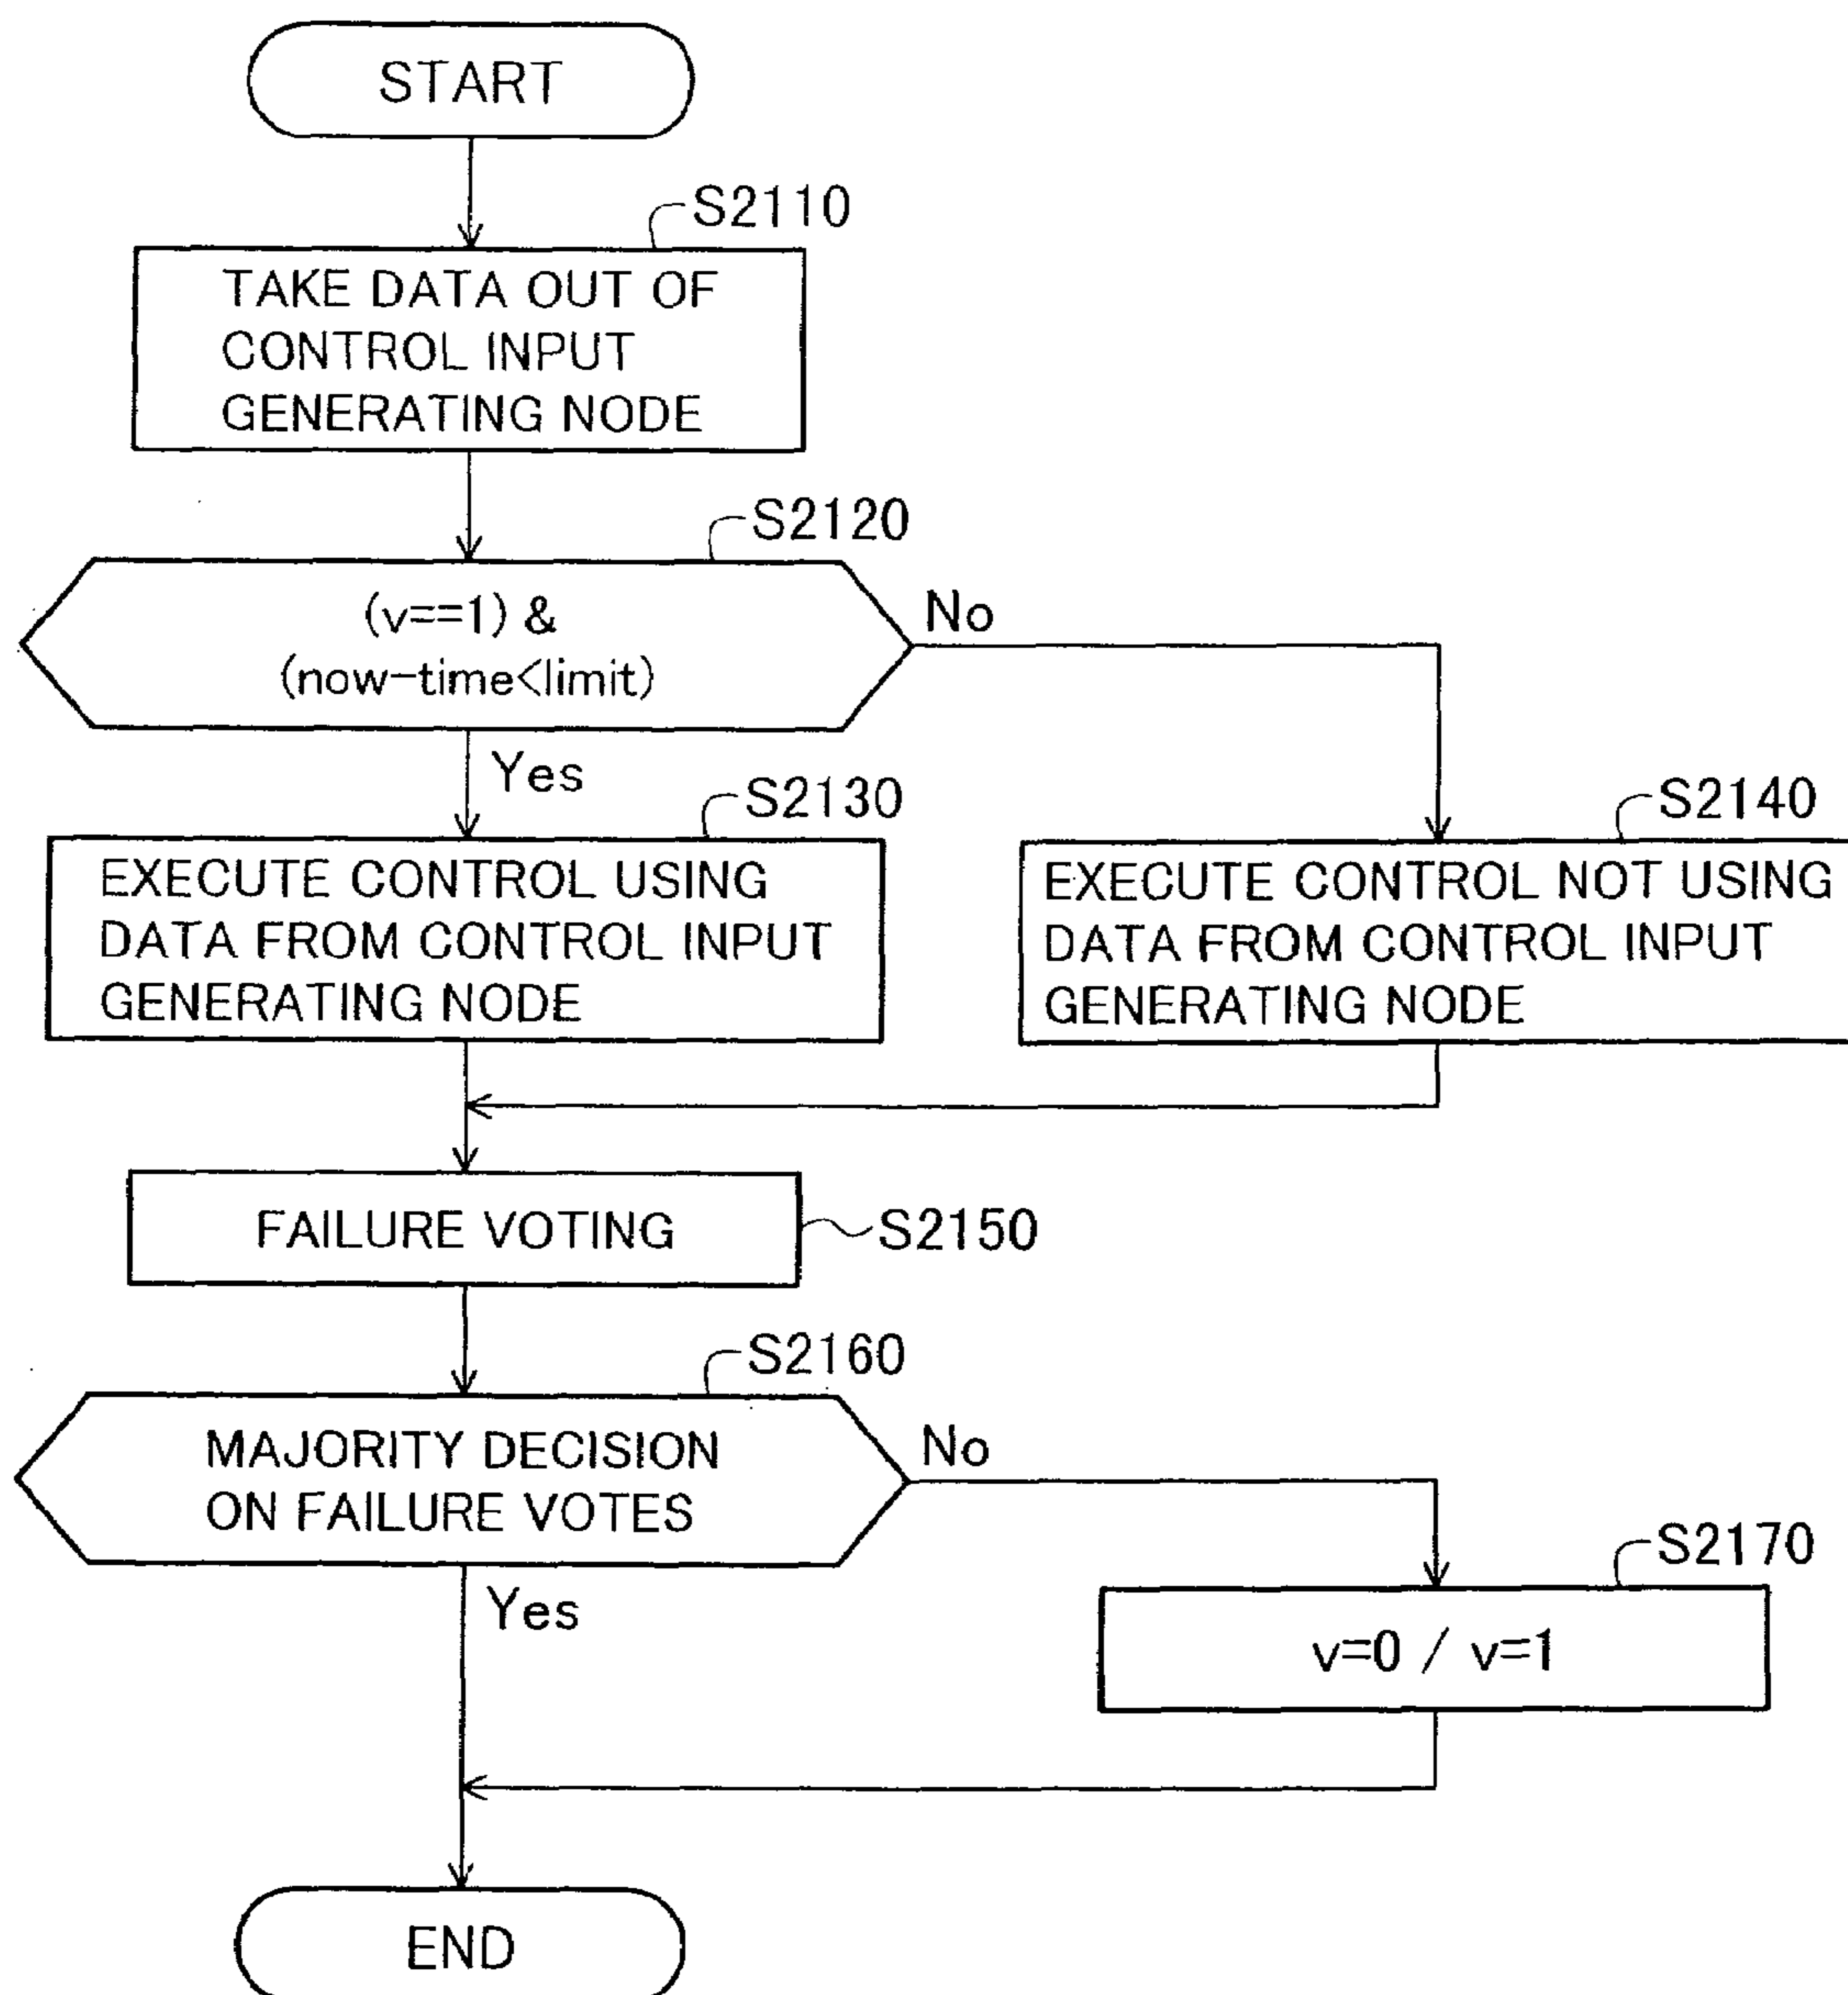 START
S2110
TAKE DATA OUT OF
CONTROL INPUT
GENERATING NODE
S2120
(v==1) &
(now-time<limit)
No
Yes
S2130
EXECUTE CONTROL USING
DATA FROM CONTROL INPUT
GENERATING NODE
S2140
EXECUTE CONTROL NOT USING
DATA FROM CONTROL INPUT
GENERATING NODE
FAILURE VOTING
S2150
S2160
MAJORITY DECISION
ON FAILURE VOTES
No
Yes
S2170
v=0 / v=1
END